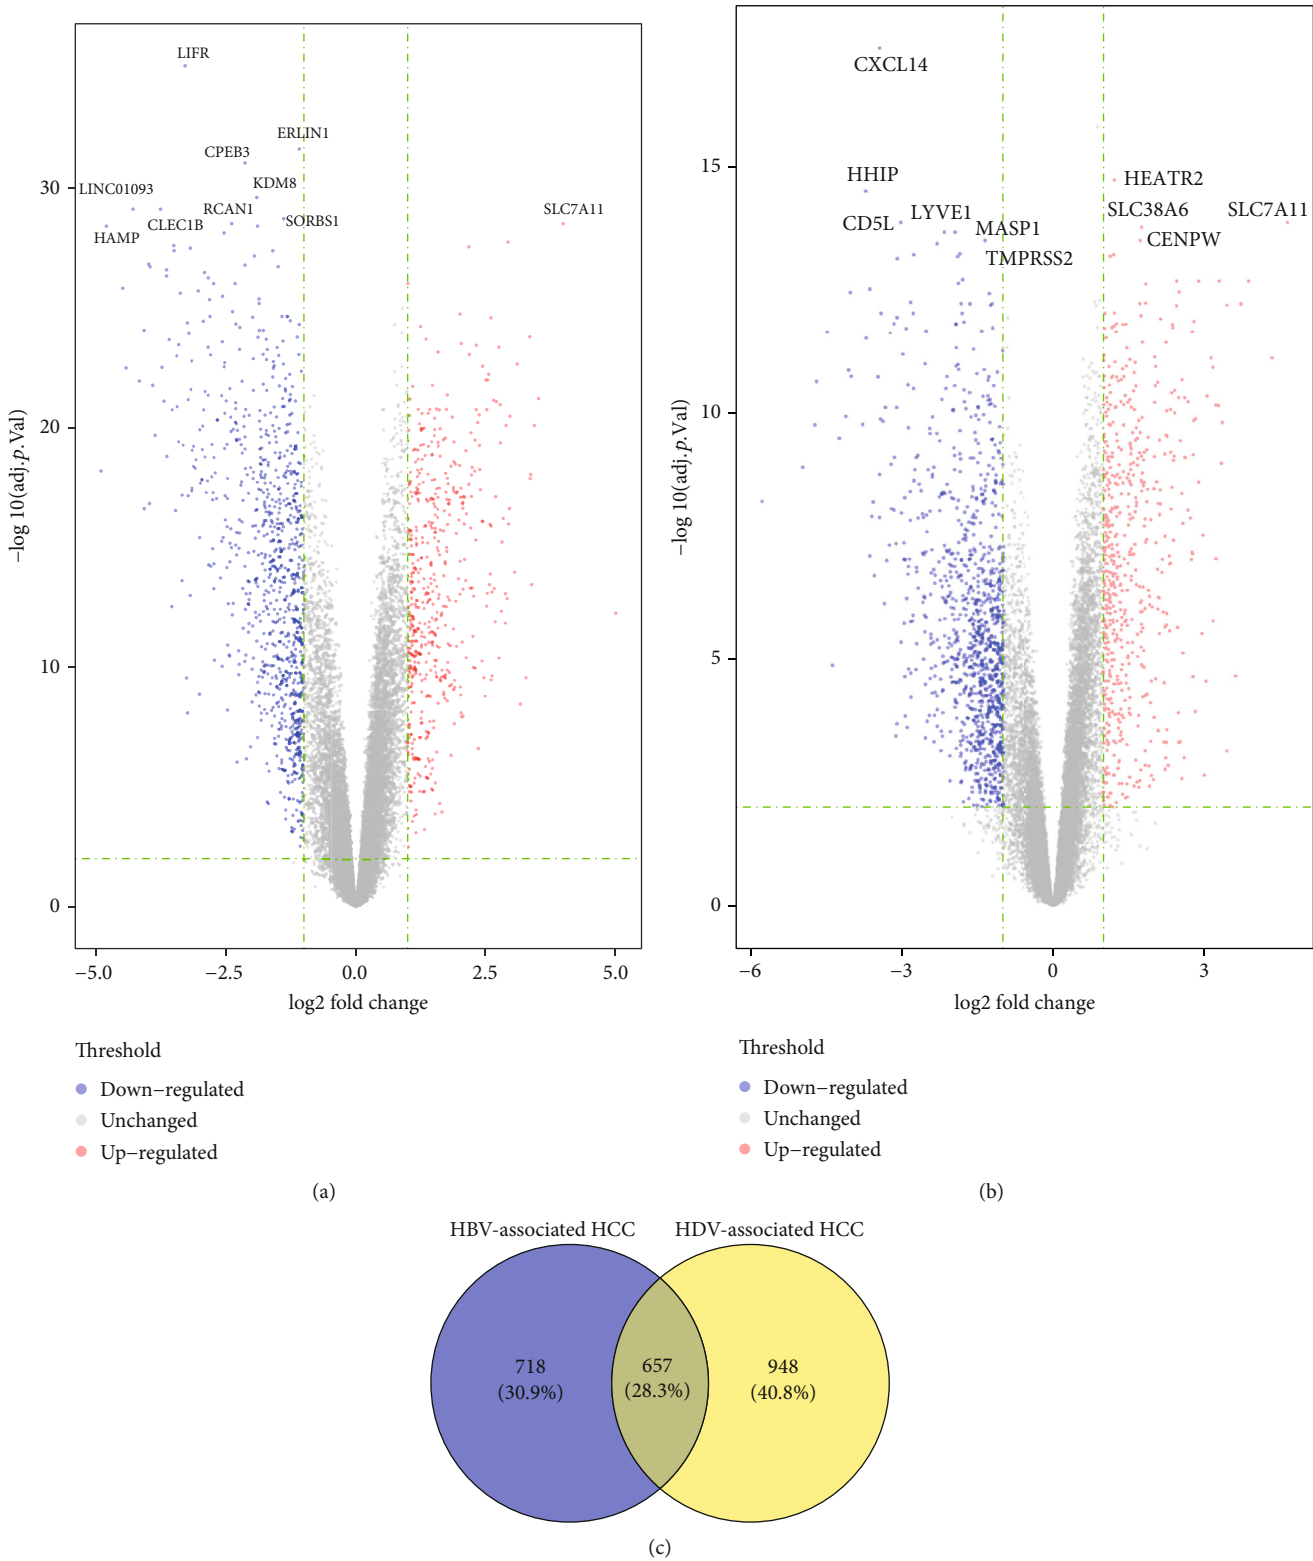 LIFR
ERLIN1
CPEB3
KDM8
LINC01093
RCAN1
SLC7A11
CLEC1B
SORBS1
HAMP
30
20
10
0
−log 10(adj.p.Val)
−5.0 −2.5 0.0 2.5 5.0
log2 fold change
Threshold
Down−regulated
Unchanged
Up−regulated
(a)
CXCL14
HHIP
HEATR2
LYVE1
SLC38A6
SLC7A11
CD5L
MASP1
CENPW
TMPRSS2
15
10
5
0
−log 10(adj.p.Val)
−6 −3 0 3
log2 fold change
Threshold
Down−regulated
Unchanged
Up−regulated
(b)
HBV-associated HCC HDV-associated HCC
718 657 948
(30.9%) (28.3%) (40.8%)
(c)